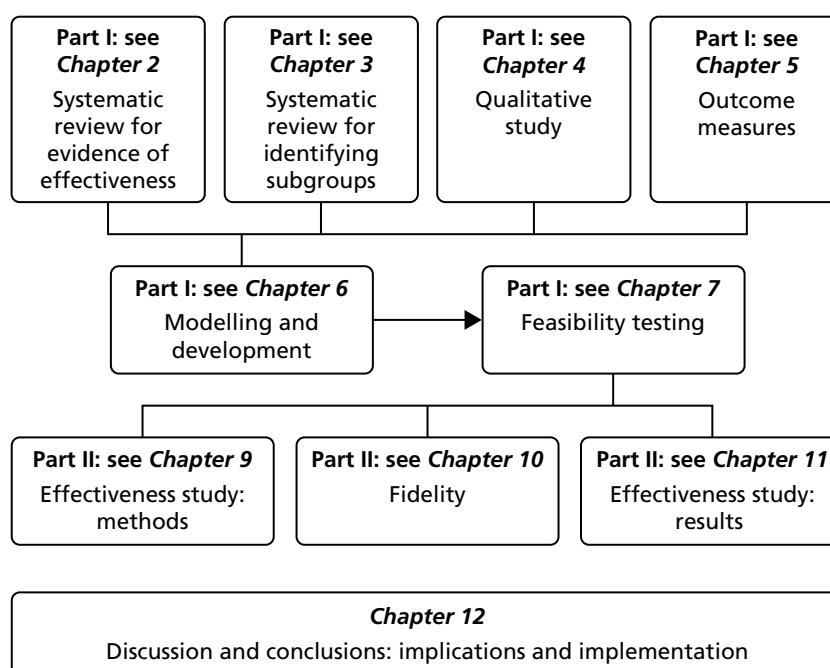 Part I: see
Chapter 2
Systematic
review for
evidence of
effectiveness
Part I: see
Chapter 3
Systematic
review for
identifying
subgroups
Part I: see
Chapter 4
Qualitative
study
Part I: see
Chapter 5
Outcome
measures
Part I: see Chapter 6
Modelling and
development
Part I: see Chapter 7
Feasibility testing
Part II: see Chapter 9
Effectiveness study:
methods
Part II: see Chapter 10
Fidelity
Part II: see Chapter 11
Effectiveness study:
results
Chapter 12
Discussion and conclusions: implications and implementation